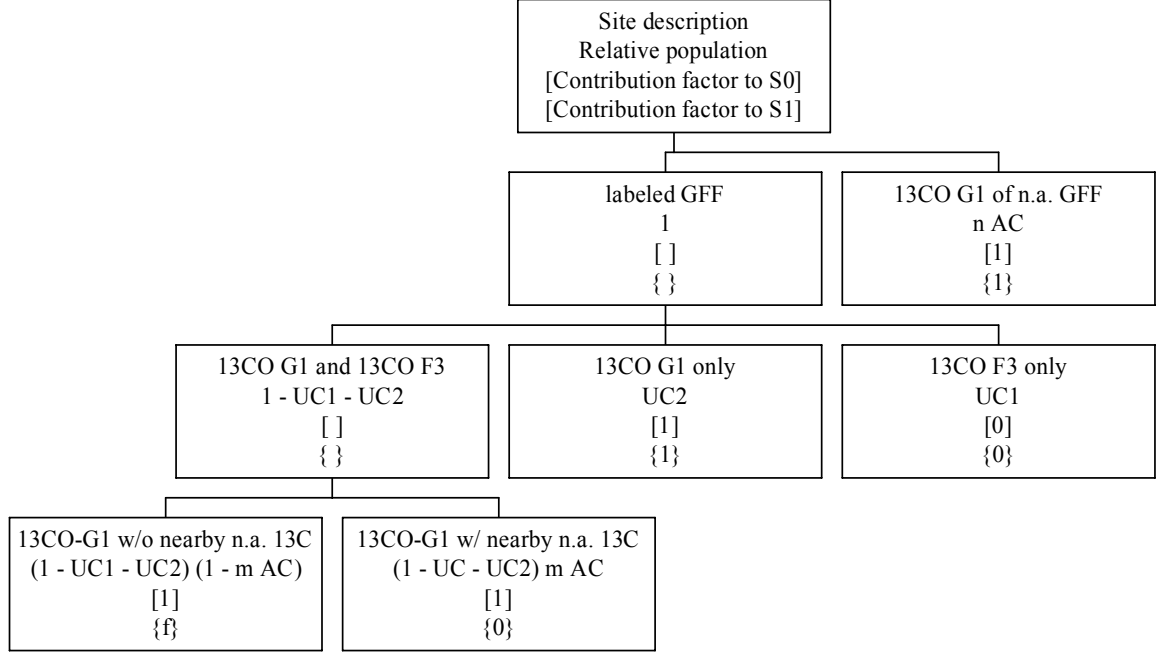 Site description
Relative population
[Contribution factor to S0]
[Contribution factor to S1]
labeled GFF
1
[ ]
{ }
13CO G1 of n.a. GFF
n AC
[1]
{1}
13CO G1 and 13CO F3
1 - UC1 - UC2
[ ]
{ }
13CO G1 only
UC2
[1]
{1}
13CO F3 only
UC1
[0]
{0}
13CO-G1 w/o nearby n.a. 13C
(1 - UC1 - UC2) (1 - m AC)
[1]
{f}
13CO-G1 w/ nearby n.a. 13C
(1 - UC - UC2) m AC
[1]
{0}